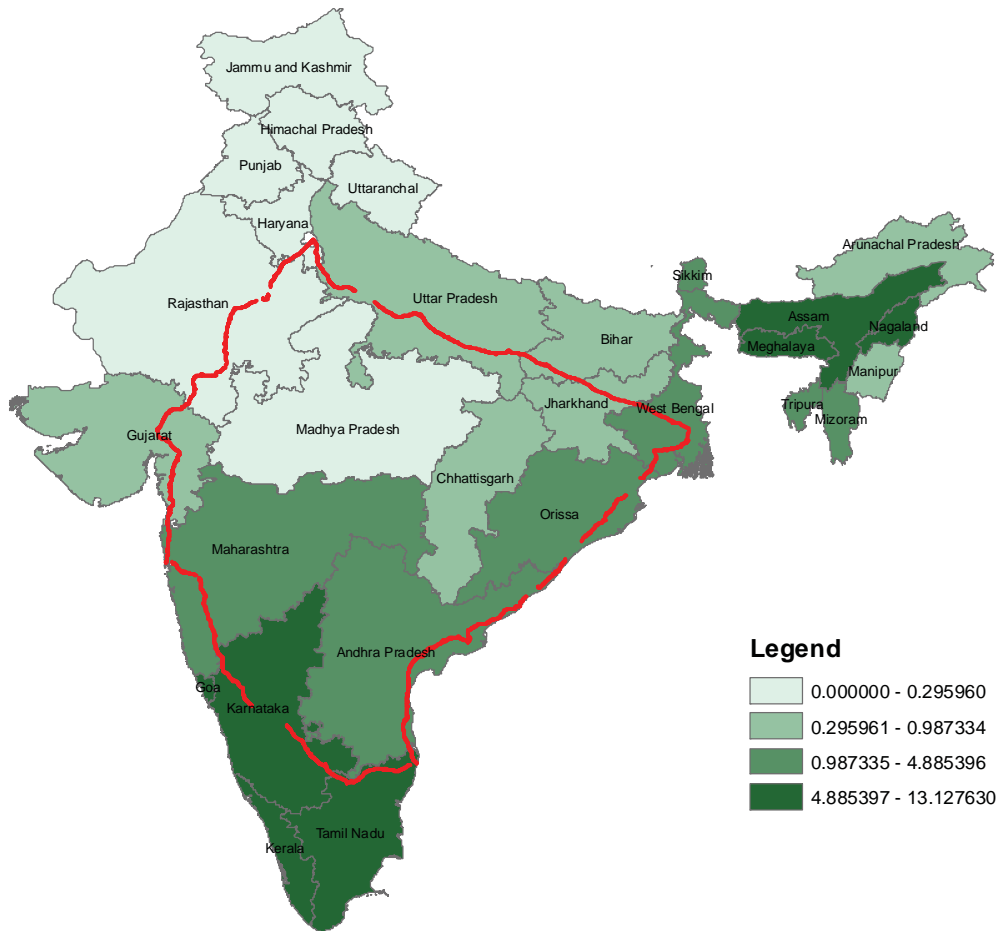 Jammu and Kashmir
Himachal Pradesh
Punjab
Uttaranchal
Haryana
Arunachal Pradesh
Sikkim
Rajasthan
Uttar Pradesh
Assam
Nagaland
Bihar
Meghalaya
Manipur
Jharkhand
West Bengal
Tripura
Mizoram
Gujarat
Madhya Pradesh
Chhattisgarh
Orissa
Maharashtra
Andhra Pradesh
Goa
Karnataka
Tamil Nadu
Kerala
Legend
0.000000 - 0.295960
0.295961 - 0.987334
0.987335 - 4.885396
4.885397 - 13.127630